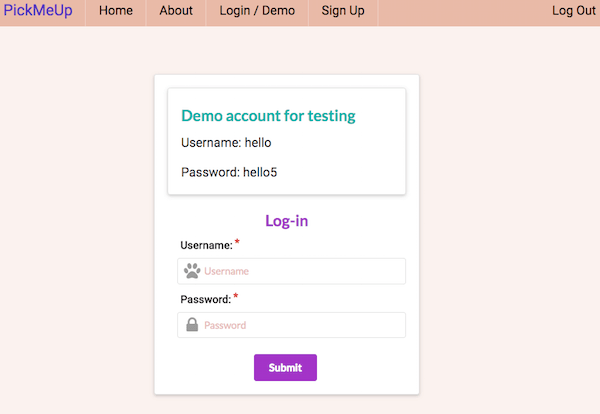 PickMeUp Home About Login / Demo Sign Up Log Out
Demo account for testing
Username: hello
Password: hello5
Log-in
Username: *
Username
Password: *
Password
Submit